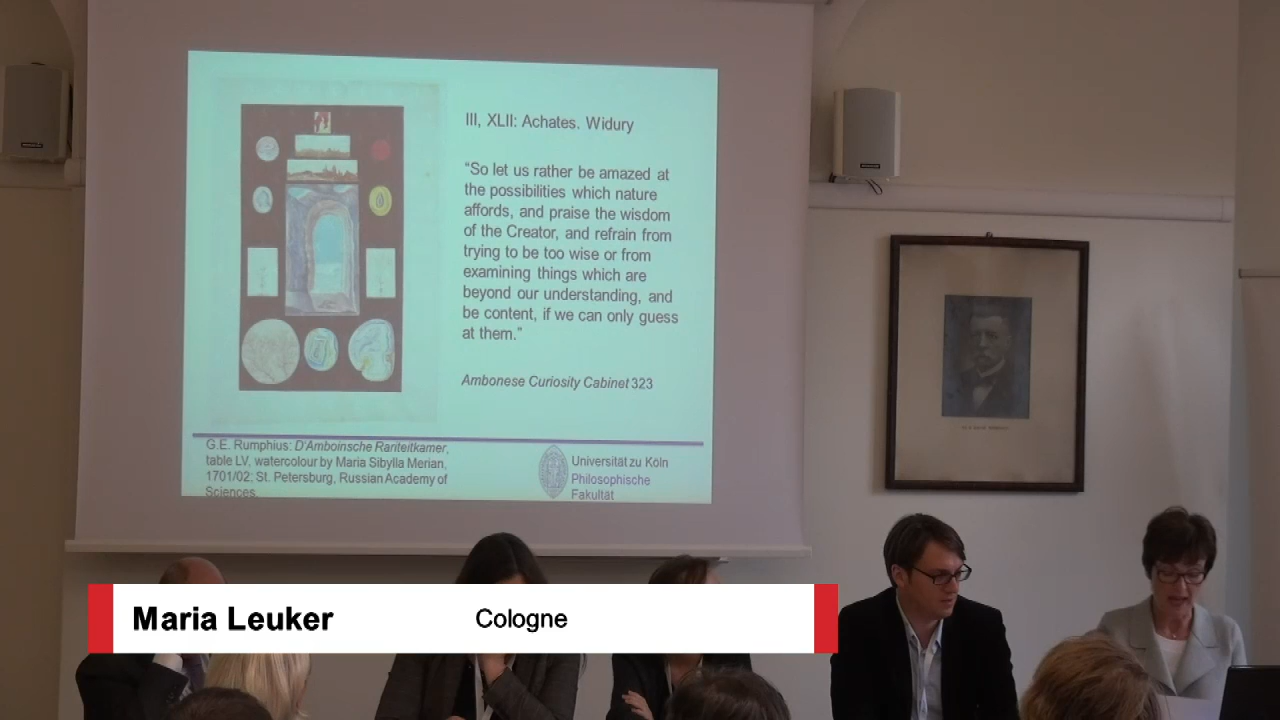 III, XLII: Achates. Widury
“So let us rather be amazed at
the possibilities which nature
affords, and praise the wisdom
of the Creator, and refrain from
trying to be too wise or from
examining things which are
beyond our understanding, and
be content, if we can only guess
at them.”
Ambonese Curiosity Cabinet 323
G.E. Rumphius: D'Amboinsche Rariteitkamer,
table LV, watercolour by Maria Sibylla Merian,
1701/02; St. Petersburg, Russian Academy of
Sciences.
Universität zu Köln
Philosophische
Fakultät
Maria Leuker
Cologne